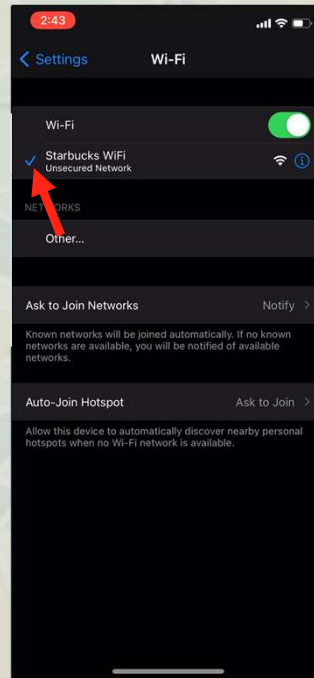 2:43
Settings
Wi-Fi
Wi-Fi
Starbucks WiFi
Unsecured Network
NETWORKS
Other...
Ask to Join Networks
Notify
Known networks will be joined automatically. If no known
networks are available, you will be notified of available
networks.
Auto-Join Hotspot
Ask to Join
Allow this device to automatically discover nearby personal
hotspots when no Wi-Fi network is available.